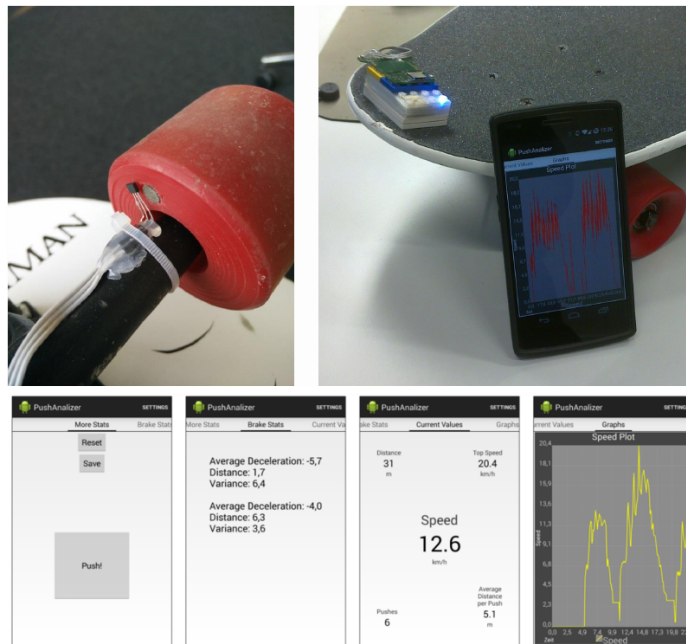 MAN
PushAnalizer
SETTINGS
Current Values
Graphs
Speed Plot
PushAnalizer
SETTINGS
More Stats
Brake Stats
Reset
Save
Push!
PushAnalizer
SETTINGS
More Stats
Brake Stats
Current Va
Average Deceleration: -5,7
Distance: 1,7
Variance: 6,4
Average Deceleration: -4,0
Distance: 6,3
Variance: 3,6
PushAnalizer
SETTINGS
ake Stats
Current Values
Graphs
Distance
31
m
Top Speed
20.4
km/h
Speed
12.6
km/h
Pushes
6
Average
Distance
per Push
5.1
m
PushAnalizer
SETTINGS
urrent Values
Graphs
Speed Plot
20,4
18,1
15,9
13,6
11,3
9,1
6,8
4,5
2,3
0,0
Speed
0,0 2,5 4,9 7,4 9,9 12,4 14,8 17,3 19,8 22
Zeit
Speed